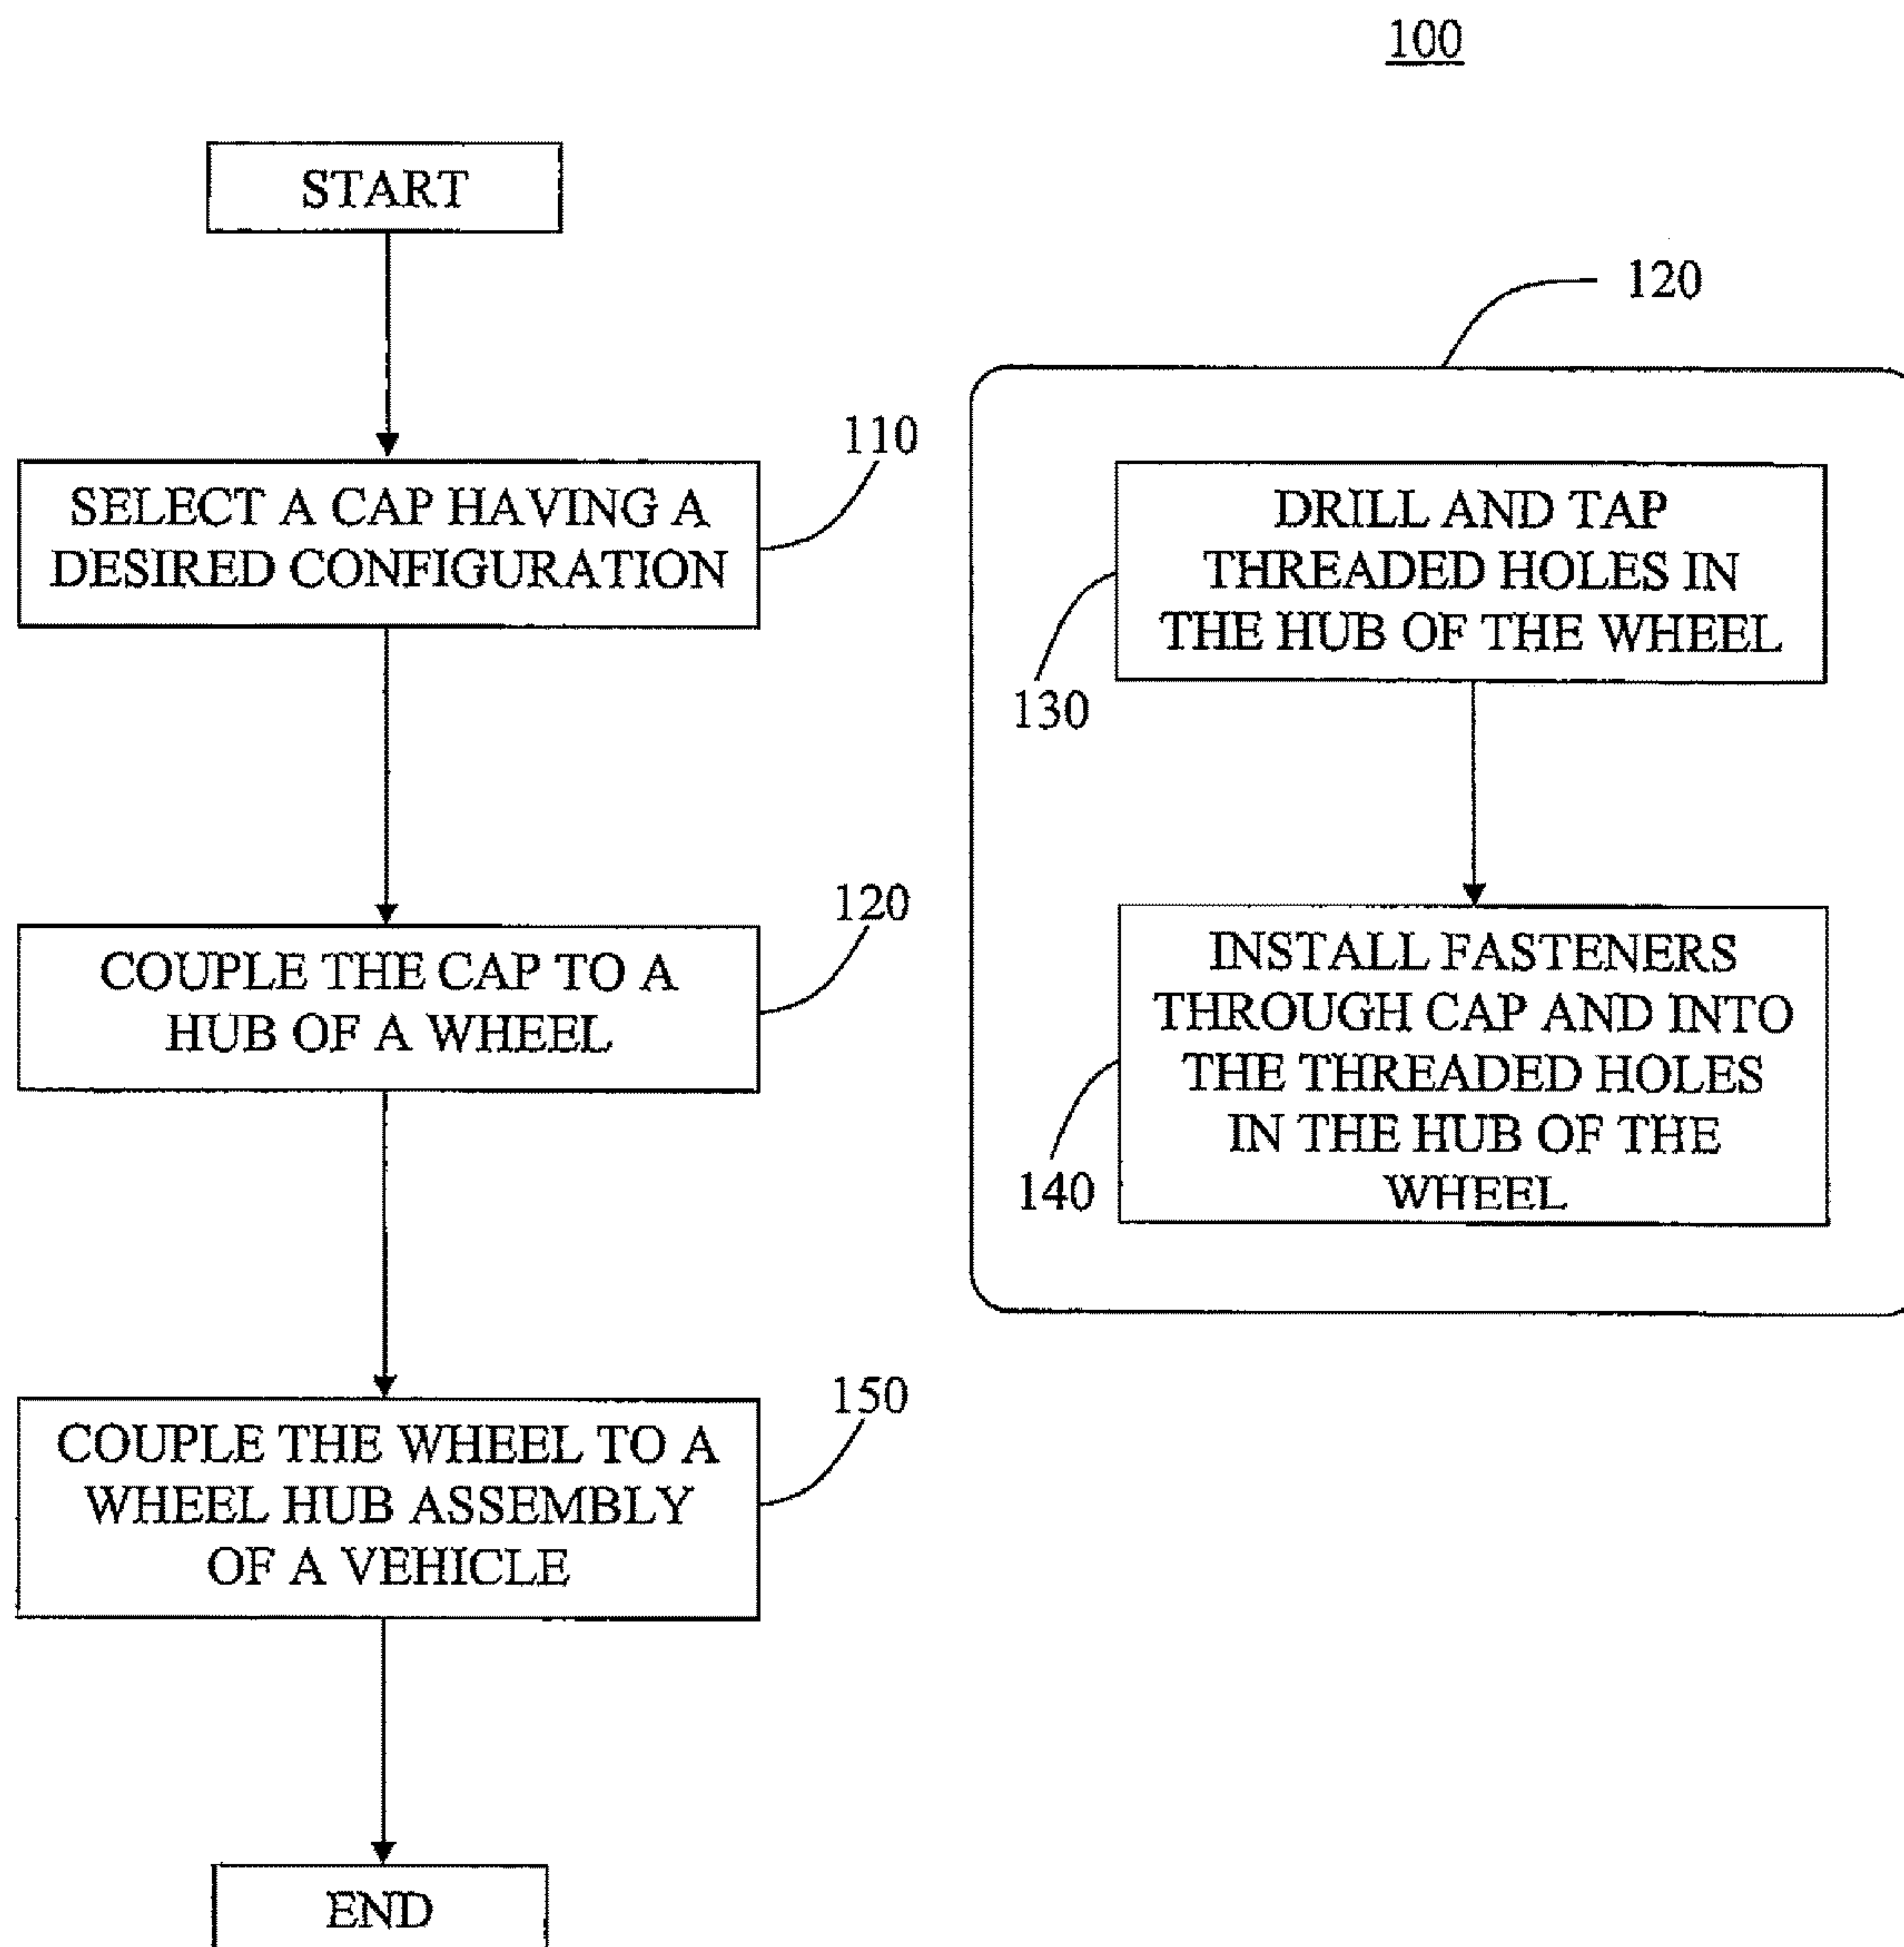 100
START
110
SELECT A CAP HAVING A
DESIRED CONFIGURATION
120
COUPLE THE CAP TO A
HUB OF A WHEEL
150
COUPLE THE WHEEL TO A
WHEEL HUB ASSEMBLY
OF A VEHICLE
END
120
DRILL AND TAP
THREADED HOLES IN
THE HUB OF THE WHEEL
130
INSTALL FASTENERS
THROUGH CAP AND INTO
THE THREADED HOLES
IN THE HUB OF THE
WHEEL
140